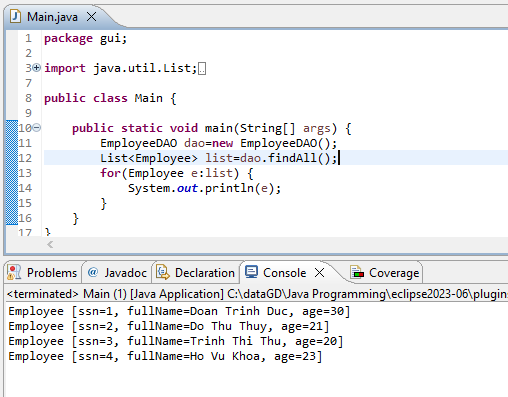 Main.java
1 package gui;
2
3 import java.util.List;
7
8 public class Main {
9
10 public static void main(String[] args) {
11 EmployeeDAO dao=new EmployeeDAO();
12 List<Employee> list=dao.findAll();
13 for(Employee e:list) {
14 System.out.println(e);
15 }
16 }
17 }
Problems @ Javadoc Declaration Console Coverage
<terminated> Main (1) [Java Application] C:\dataGD\Java Programming\eclipse2023-06\plugins
Employee [ssn=1, fullName=Doan Trinh Duc, age=30]
Employee [ssn=2, fullName=Do Thu Thuy, age=21]
Employee [ssn=3, fullName=Trinh Thi Thu, age=20]
Employee [ssn=4, fullName=Ho Vu Khoa, age=23]